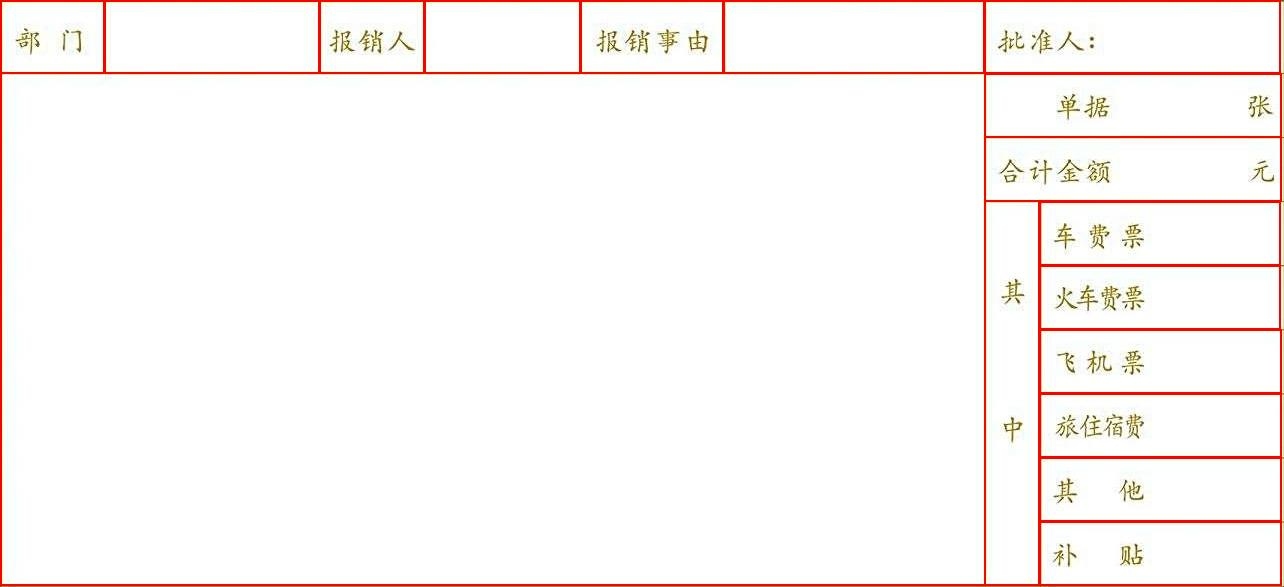 部 门 报销人 报销事由 批准人:
单据 张
合计金额 元
其中
车费票
火车费票
飞机票
旅住宿费
其 他
补 贴